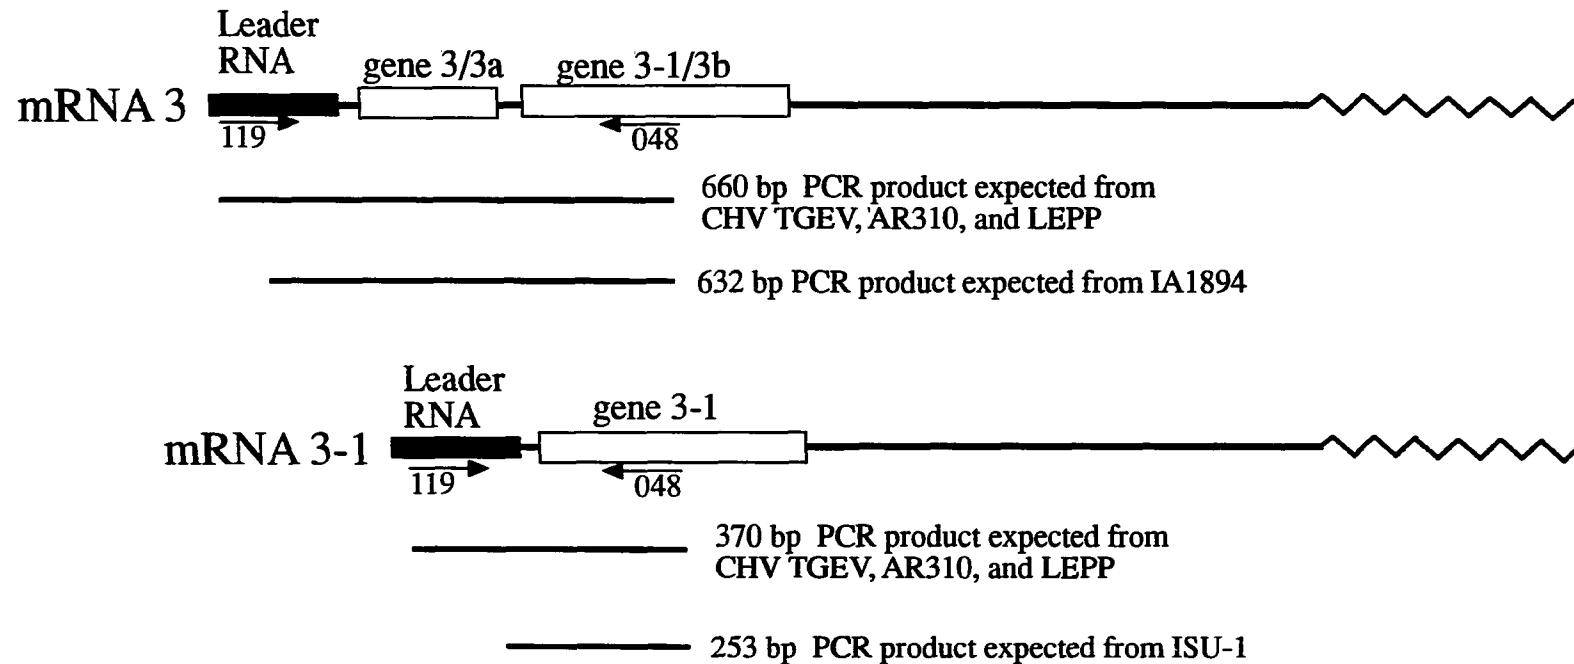 Leader
RNA
gene 3/3a
gene 3-1/3b
mRNA 3
119
048
660 bp PCR product expected from
CHV TGEV, AR310, and LEPP
632 bp PCR product expected from IA1894
Leader
RNA
gene 3-1
mRNA 3-1
119
048
370 bp PCR product expected from
CHV TGEV, AR310, and LEPP
253 bp PCR product expected from ISU-1